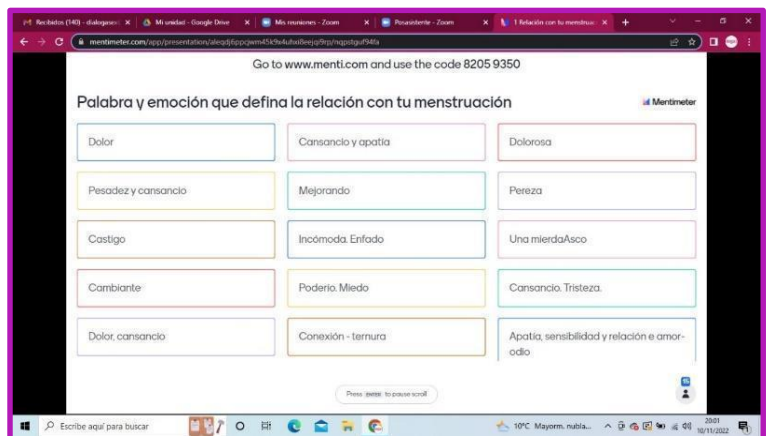 Recibidos (140) - dialogasex
Mi unidad - Google Drive
Mis reuniones - Zoom
Posasistente - Zoom
1 Relación con tu menstruac
mentimeter.com/app/presentation/
Go to www.menti.com and use the code 8205 9350
Palabra y emoción que defina la relación con tu menstruación
Mentimeter
Dolor
Cansancio y apatía
Dolorosa
Pesadez y cansancio
Mejorando
Pereza
Castigo
Incómoda. Enfado
Una mierdaAsco
Cambiante
Poderio. Miedo
Cansancio. Tristeza.
Dolor, cansancio
Conexión - ternura
Apatía, sensibilidad y relación e amor-
odio
Press ENTER to pause scroll
15
Escribe aquí para buscar
10°C Mayorm. nubla...
20:01
10/11/2022